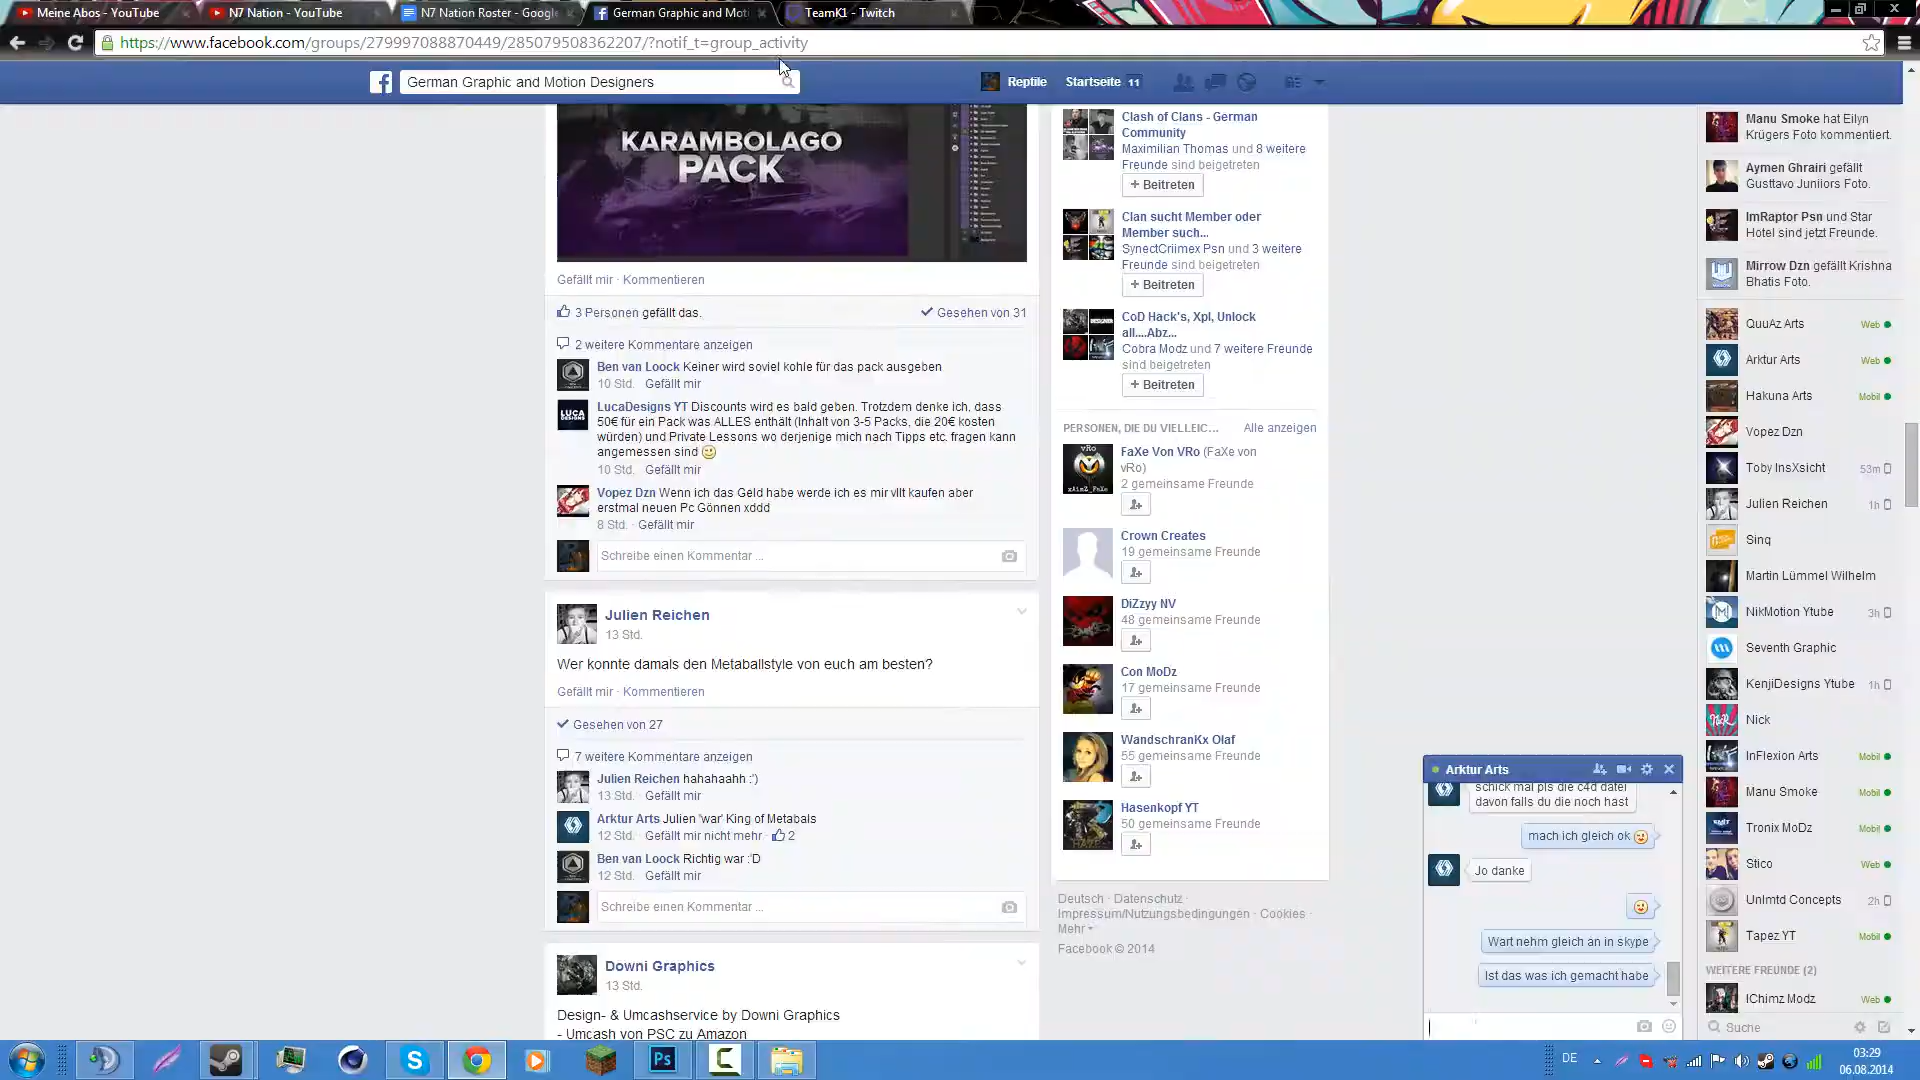 Meine Abos - YouTube
N7 Nation - YouTube
N7 Nation Roster - Google
German Graphic and Moti
TeamK1 - Twitch
https://www.facebook.com/groups/279997088870449/285079508362207/?notif_t=group_activity
German Graphic and Motion Designers
Reptile
Startseite 11
KARAMBOLAGO
PACK
Gefällt mir · Kommentieren
3 Personen gefällt das.
Gesehen von 31
2 weitere Kommentare anzeigen
Ben van Loock Keiner wird soviel kohle für das pack ausgeben
10 Std. · Gefällt mir
LUCA
DESIGNS
LucaDesigns YT Discounts wird es bald geben. Trotzdem denke ich, dass
50€ für ein Pack was ALLES enthält (Inhalt von 3-5 Packs, die 20€ kosten
würden) und Private Lessons wo derjenige mich nach Tipps etc. fragen kann
angemessen sind
10 Std. · Gefällt mir
Vopez Dzn Wenn ich das Geld habe werde ich es mir vllt kaufen aber
erstmal neuen Pc Gönnen xddd
8 Std. · Gefällt mir
Schreibe einen Kommentar ...
Julien Reichen
13 Std.
Wer konnte damals den Metaballstyle von euch am besten?
Gefällt mir · Kommentieren
Gesehen von 27
7 weitere Kommentare anzeigen
Julien Reichen hahahaahh :')
13 Std. · Gefällt mir
Arktur Arts Julien 'war' King of Metabals
12 Std. · Gefällt mir nicht mehr · 2
Ben van Loock Richtig war :'D
12 Std. · Gefällt mir
Schreibe einen Kommentar ...
Downi Graphics
13 Std.
Design- & Umcashservice by Downi Graphics
- Umcash von PSC zu Amazon
Clash of Clans - German
Community
Maximilian Thomas und 8 weitere
Freunde sind beigetreten
+ Beitreten
Clan sucht Member oder
Member such...
SynectCriimex Psn und 3 weitere
Freunde sind beigetreten
+ Beitreten
CoD Hack's, Xpl, Unlock
all....Abz...
Cobra Modz und 7 weitere Freunde
sind beigetreten
+ Beitreten
PERSONEN, DIE DU VIELLEIC...
Alle anzeigen
FaXe Von VRo (FaXe von
vRo)
2 gemeinsame Freunde
Crown Creates
19 gemeinsame Freunde
DiZzyy NV
48 gemeinsame Freunde
Con MoDz
17 gemeinsame Freunde
WandschranKx Olaf
55 gemeinsame Freunde
Hasenkopf YT
50 gemeinsame Freunde
Deutsch · Datenschutz ·
Impressum/Nutzungsbedingungen · Cookies ·
Mehr
Facebook © 2014
Arktur Arts
schick mal pls die c4d datei
davon falls du die noch hast
mach ich gleich ok
Jo danke
Wart nehm gleich an in skype
Ist das was ich gemacht habe
Manu Smoke hat Eilyn
Krügers Foto kommentiert.
Aymen Ghrairi gefällt
Gusttavo Juniiors Foto.
ImRaptor Psn und Star
Hotel sind jetzt Freunde.
Mirrow Dzn gefällt Krishna
Bhatis Foto.
QuuAz Arts Web
Arktur Arts Web
Hakuna Arts Mobil
Vopez Dzn
Toby InsXsicht 53m
Julien Reichen 1h
Sinq
Martin Lümmel Wilhelm
NikMotion Ytube 3h
Seventh Graphic
KenjiDesigns Ytube 1h
Nick
InFlexion Arts Mobil
Manu Smoke Mobil
Tronix MoDz Mobil
Stico Web
Unlmtd Concepts 2h
Tapez YT Mobil
WEITERE FREUNDE (2)
IChimz Modz Web
Suche
DE
03:29
06.08.2014